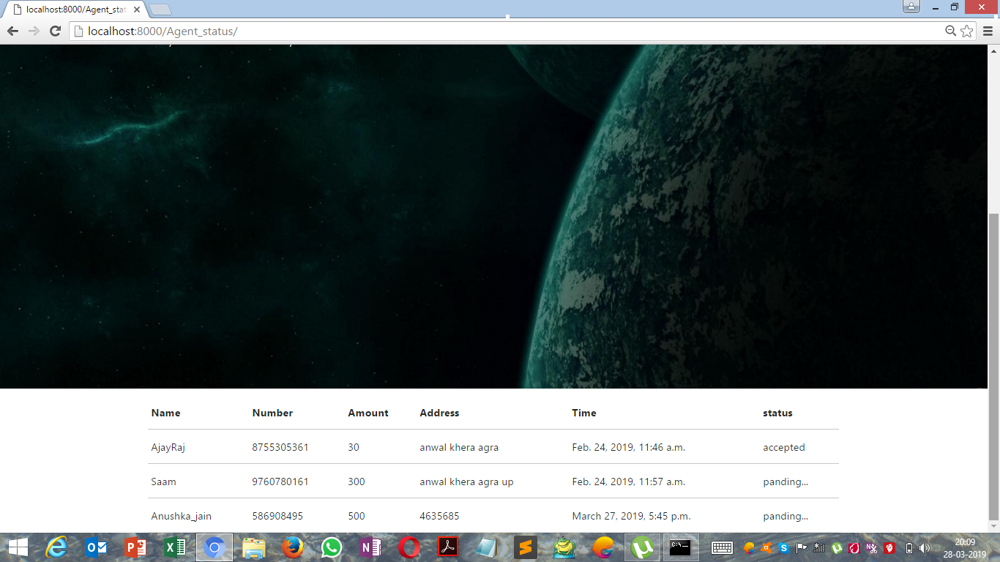 localhost:8000/Agent_stat
localhost:8000/Agent_status/
Name Number Amount Address Time status
AjayRaj 8755305361 30 anwal khera agra Feb. 24, 2019, 11:46 a.m. accepted
Saam 9760780161 300 anwal khera agra up Feb. 24, 2019, 11:57 a.m. panding...
Anushka_jain 586908495 500 4635685 March 27, 2019, 5:45 p.m. panding...
20:09
28-03-2019